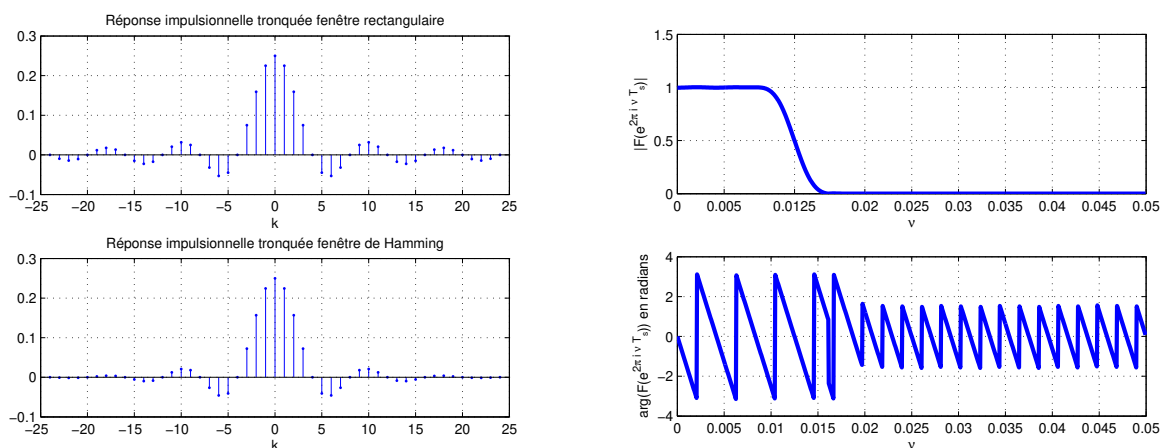 Réponse impulsionnelle tronquée fenêtre rectangulaire
0.3
0.2
0.1
0
−0.1
−25 −20 −15 −10 −5 0 5 10 15 20 25
k
Réponse impulsionnelle tronquée fenêtre de Hamming
0.3
0.2
0.1
0
−0.1
−25 −20 −15 −10 −5 0 5 10 15 20 25
k
1.5
1
0.5
0
|F(e^{2π i ν T_s})|
0 0.005 0.0125 0.02 0.025 0.03 0.035 0.04 0.045 0.05
ν
4
2
0
−2
−4
arg(F(e^{2π i ν T_s})) en radians
0 0.005 0.01 0.015 0.02 0.025 0.03 0.035 0.04 0.045 0.05
ν